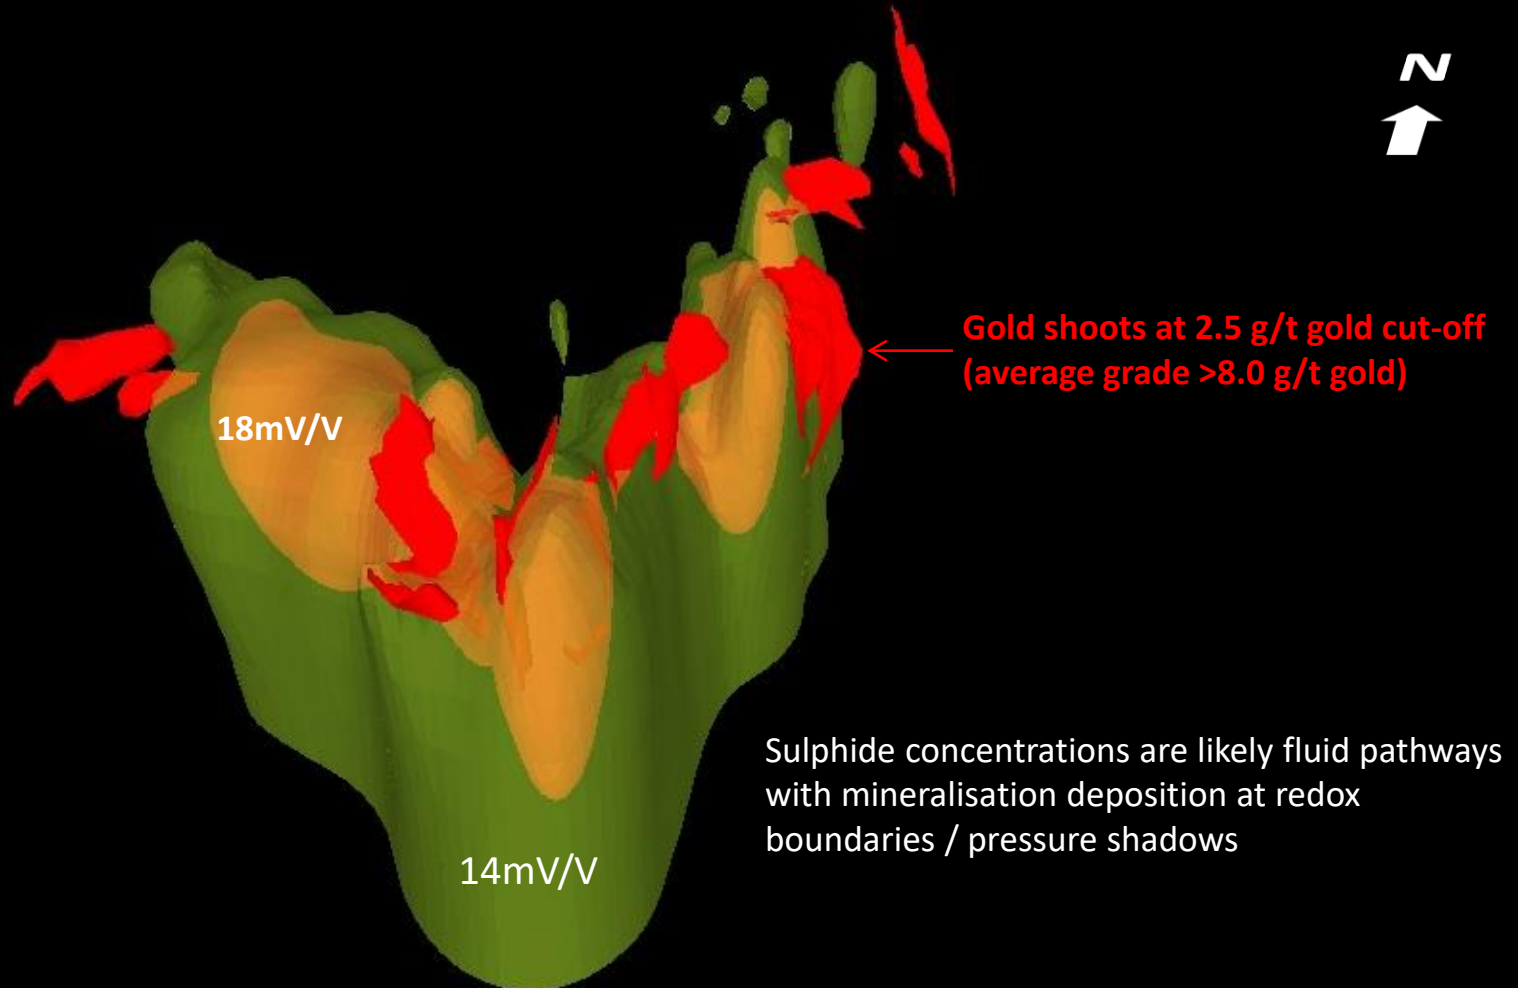 N
Gold shoots at 2.5 g/t gold cut-off
(average grade >8.0 g/t gold)
18mV/V
Sulphide concentrations are likely fluid pathways
with mineralisation deposition at redox
boundaries / pressure shadows
14mV/V